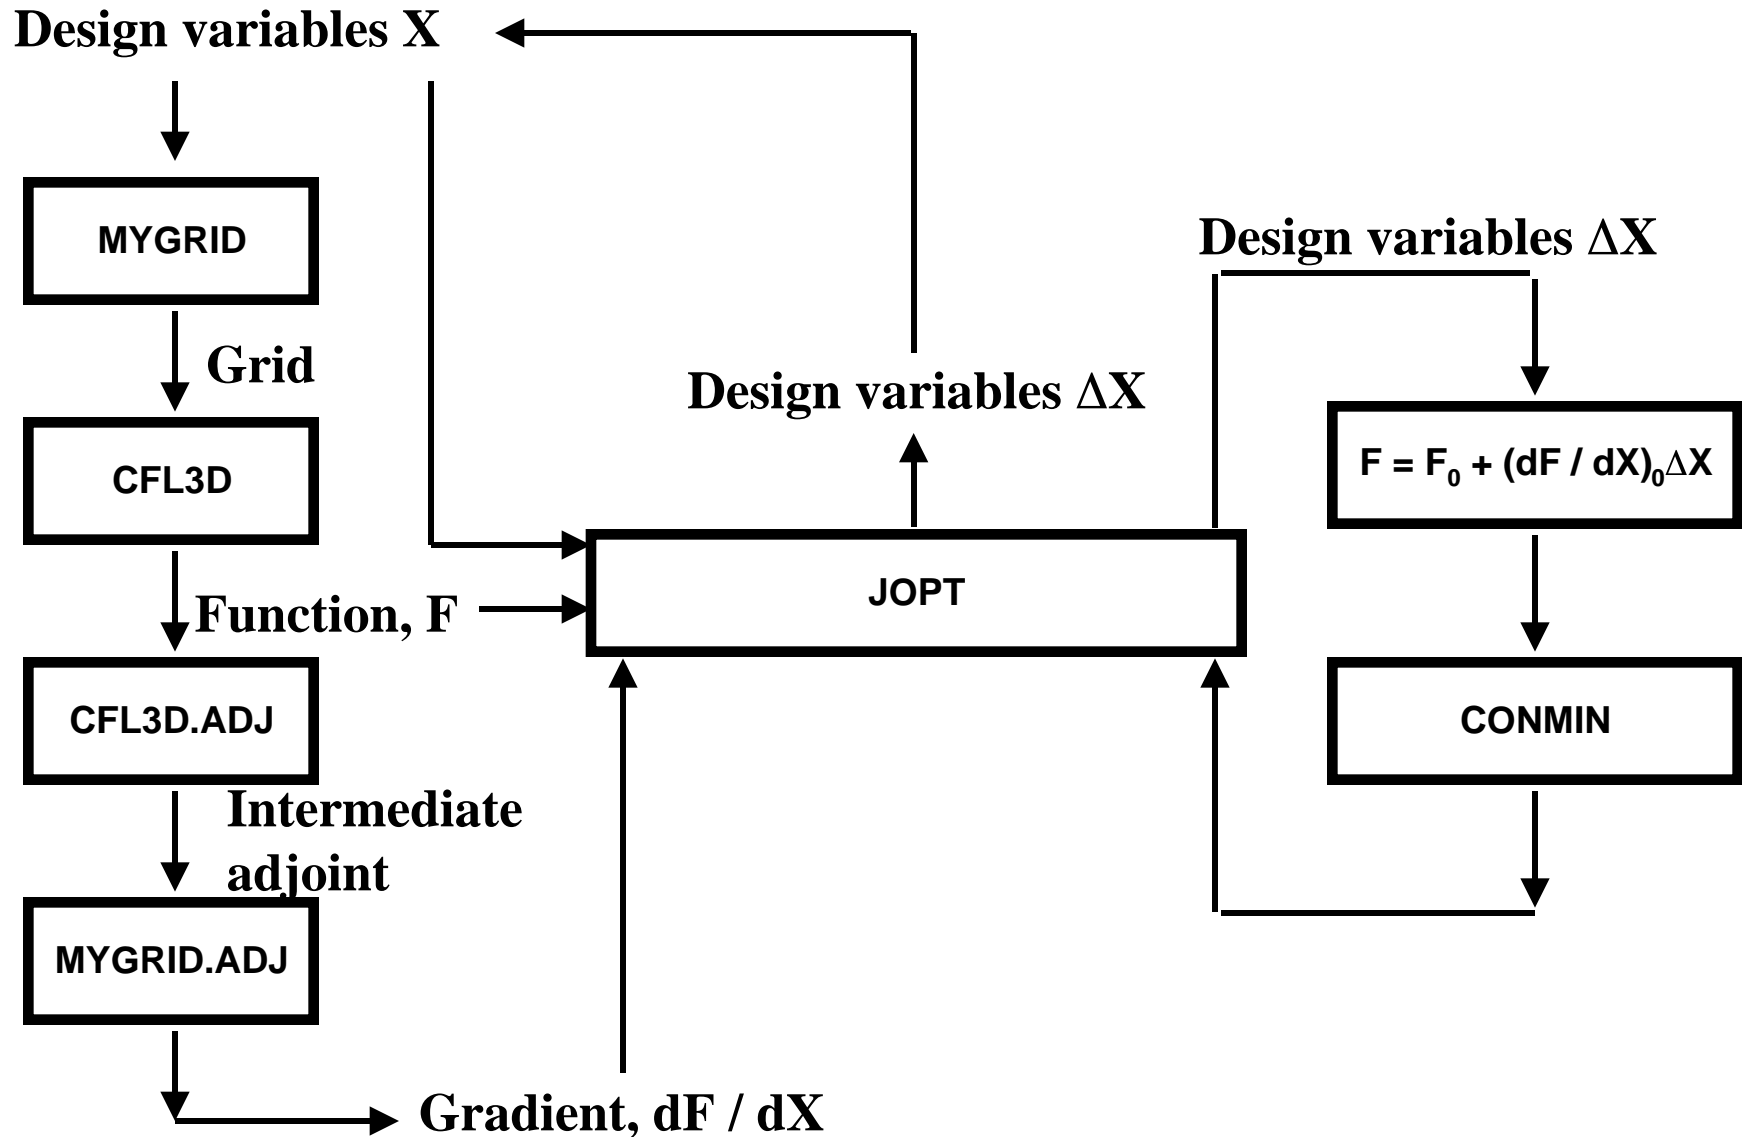 Design variables X
MYGRID
Grid
CFL3D
Function, F
CFL3D.ADJ
Intermediate
adjoint
MYGRID.ADJ
Gradient, dF / dX
Design variables ΔX
JOPT
Design variables ΔX
F = F₀ + (dF / dX)₀ΔX
CONMIN